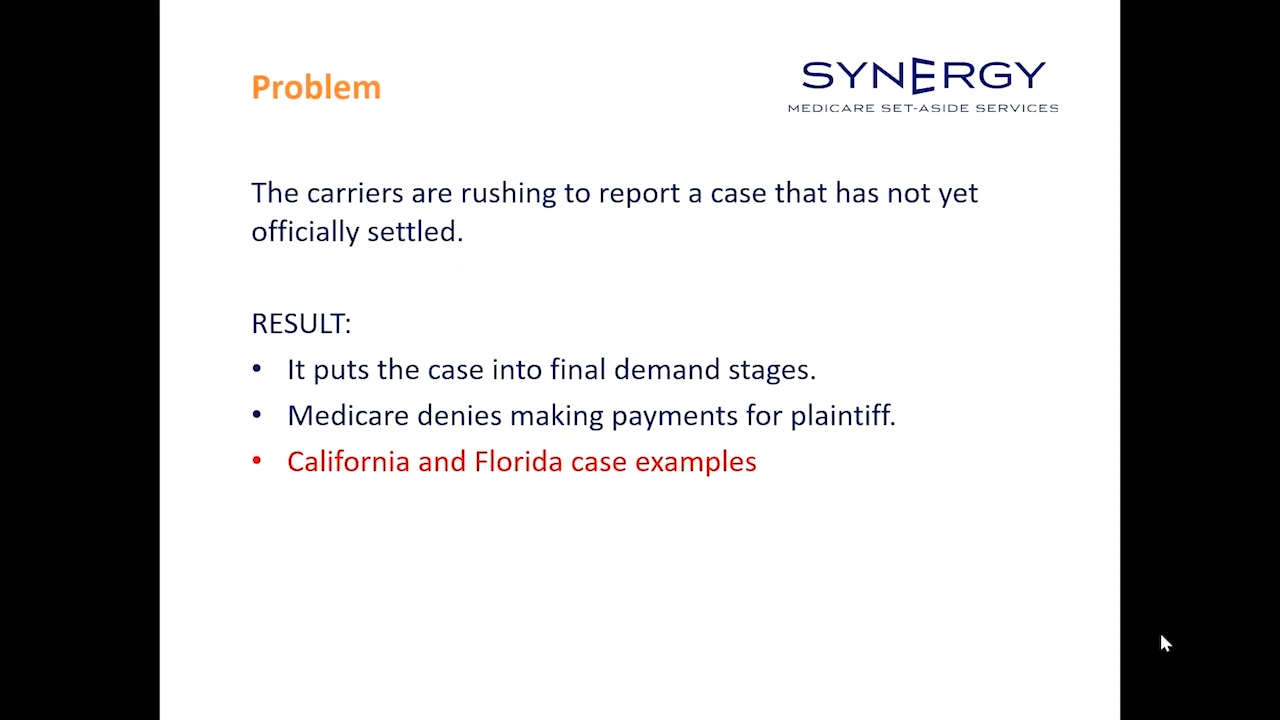 Problem
SYNERGY
MEDICARE SET-ASIDE SERVICES
The carriers are rushing to report a case that has not yet
officially settled.
RESULT:
• It puts the case into final demand stages.
• Medicare denies making payments for plaintiff.
• California and Florida case examples